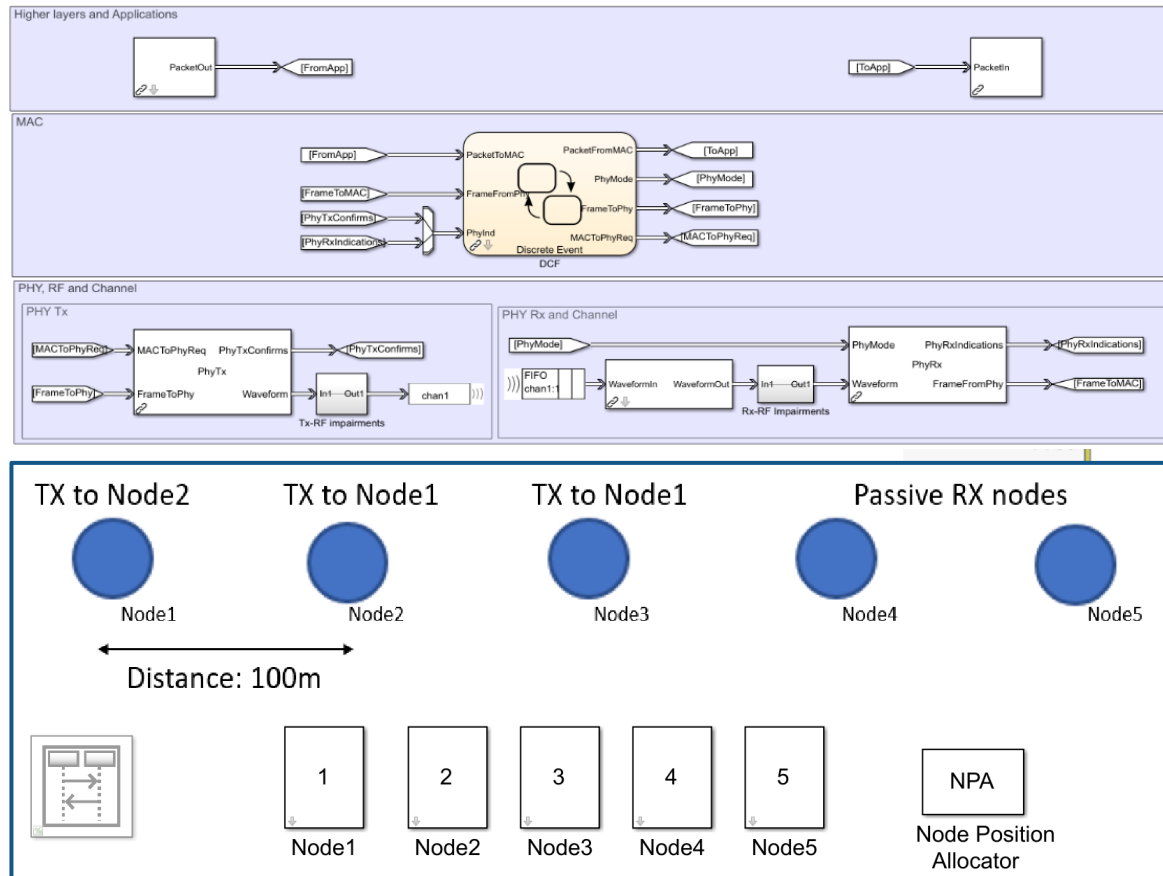 Higher layers and Applications
PacketOut
[FromApp]
[ToApp]
PacketIn
MAC
[FromApp]
[FrameToMAC]
[PhyTxConfirms]
[PhyRxIndications]
PacketToMAC
FrameFromPhy
PhyInd
PacketFromMAC
PhyMode
FrameToPhy
MACToPhyReq
Discrete Event
DCF
[ToApp]
[PhyMode]
[FrameToPhy]
[MACToPhyReq]
PHY, RF and Channel
PHY Tx
[MACToPhyReq]
[FrameToPhy]
MACToPhyReq
PhyTxConfirms
PhyTx
FrameToPhy
Waveform
[PhyTxConfirms]
In1
Out1
Tx-RF impairments
chan1
PHY Rx and Channel
[PhyMode]
FIFO
chan1:1
WaveformIn
WaveformOut
In1
Out1
Rx-RF Impairments
PhyMode
PhyRxIndications
PhyRx
Waveform
FrameFromPhy
[PhyRxIndications]
[FrameToMAC]
TX to Node2
TX to Node1
TX to Node1
Passive RX nodes
Node1
Node2
Node3
Node4
Node5
Distance: 100m
1
2
3
4
5
NPA
Node1
Node2
Node3
Node4
Node5
Node Position
Allocator